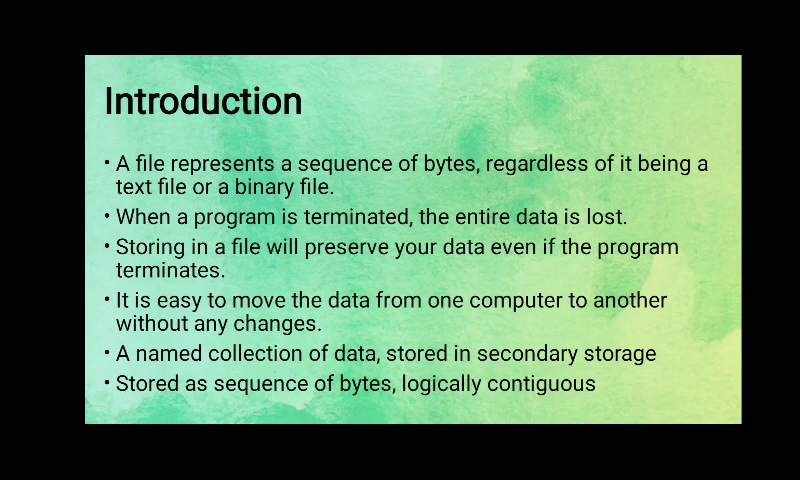 Introduction
• A file represents a sequence of bytes, regardless of it being a
text file or a binary file.
• When a program is terminated, the entire data is lost.
• Storing in a file will preserve your data even if the program
terminates.
• It is easy to move the data from one computer to another
without any changes.
• A named collection of data, stored in secondary storage
• Stored as sequence of bytes, logically contiguous